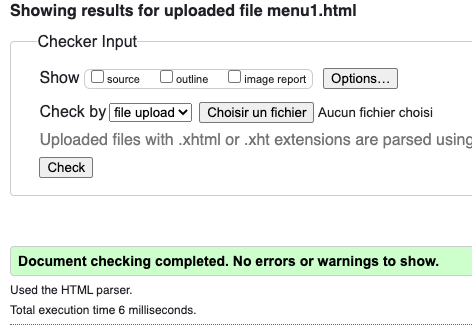 Showing results for uploaded file menu1.html
Checker Input
Show source outline image report Options...
Check by file upload Choisir un fichier Aucun fichier choisi
Uploaded files with .xhtml or .xht extensions are parsed using
Check
Document checking completed. No errors or warnings to show.
Used the HTML parser.
Total execution time 6 milliseconds.